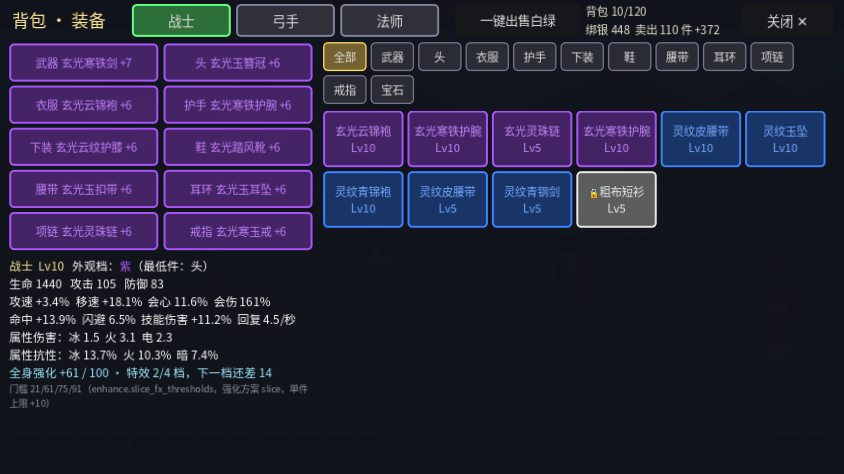 背包 · 装备
战士
弓手
法师
一键出售白绿
背包 10/120
绑银 448 卖出 110 件 +372
关闭 ×
武器 玄光寒铁剑 +7
头 玄光玉簪冠 +6
衣服 玄光云锦袍 +6
护手 玄光寒铁护腕 +6
下装 玄光云纹护膝 +6
鞋 玄光踏风靴 +6
腰带 玄光玉扣带 +6
耳环 玄光玉耳坠 +6
项链 玄光灵珠链 +6
戒指 玄光寒玉戒 +6
战士 Lv10 外观档：紫（最低件：头）
生命 1440 攻击 105 防御 83
攻速 +3.4% 移速 +18.1% 会心 11.6% 会伤 161%
命中 +13.9% 闪避 6.5% 技能伤害 +11.2% 回复 4.5/秒
属性伤害：冰 1.5 火 3.1 电 2.3
属性抗性：冰 13.7% 火 10.3% 暗 7.4%
全身强化 +61 / 100 · 特效 2/4 档，下一档还差 14
门槛 21/61/75/91（enhance.slice_fx_thresholds，强化方案 slice，单件
上限 +10）
全部
武器
头
衣服
护手
下装
鞋
腰带
耳环
项链
戒指
宝石
玄光云锦袍
Lv10
玄光寒铁护腕
Lv10
玄光灵珠链
Lv5
玄光寒铁护腕
Lv10
灵纹皮腰带
Lv10
灵纹玉坠
Lv10
灵纹青锦袍
Lv10
灵纹皮腰带
Lv5
灵纹青钢剑
Lv5
🔒粗布短衫
Lv5